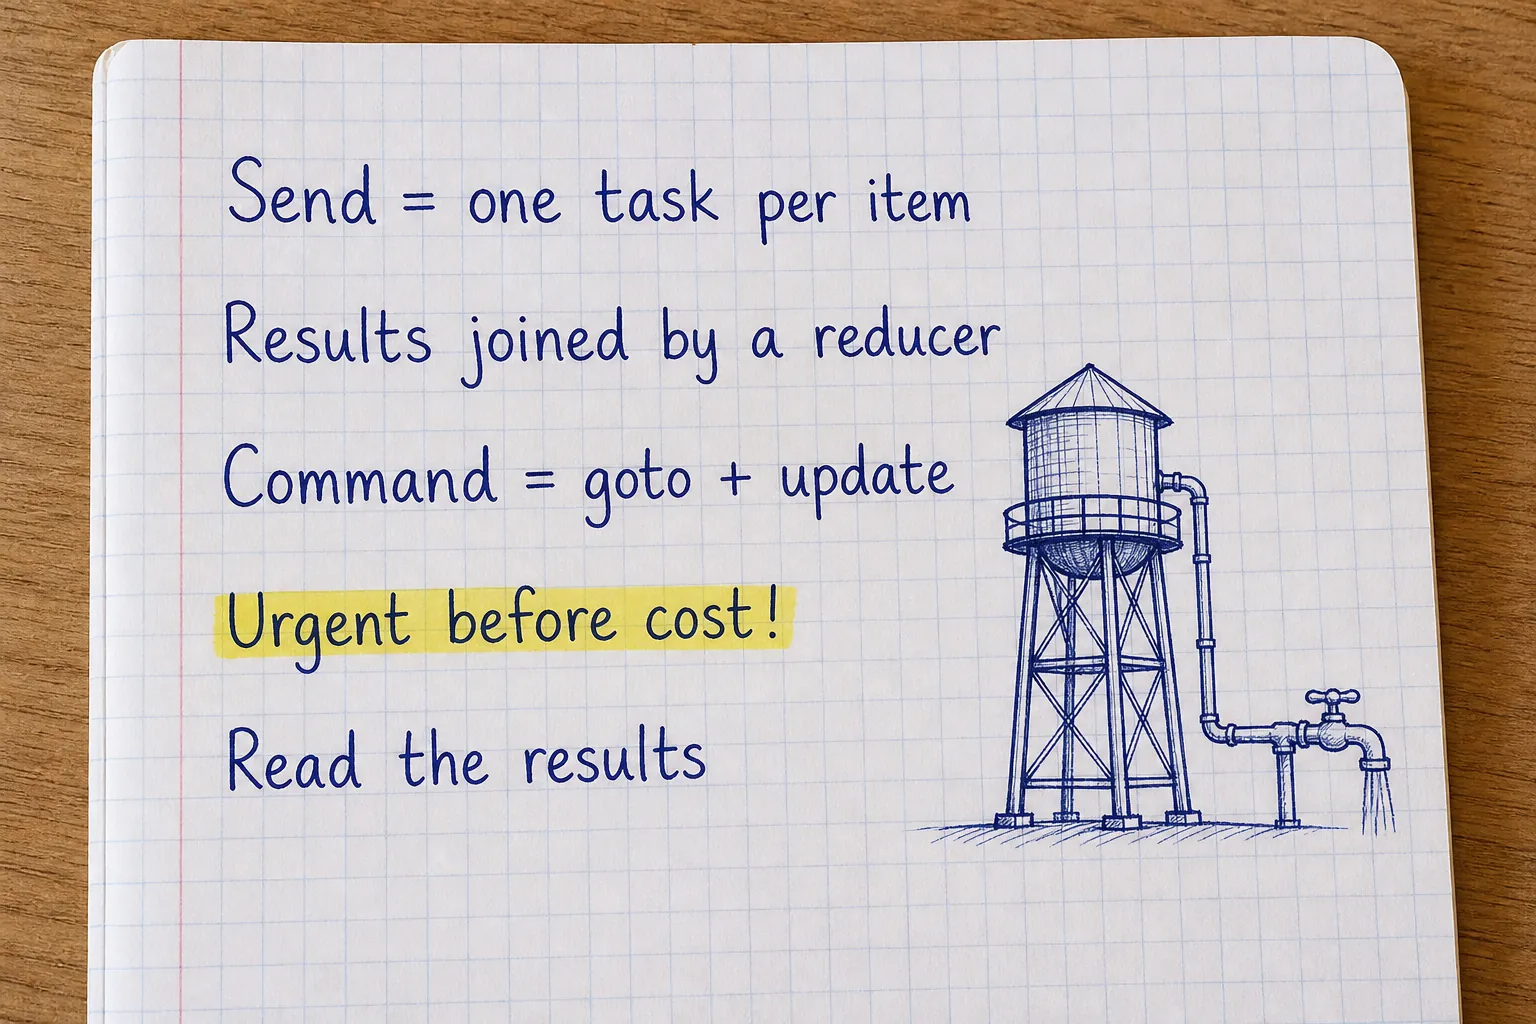 Send = one task per item
Results joined by a reducer
Command = goto + update
Urgent before cost!
Read the results